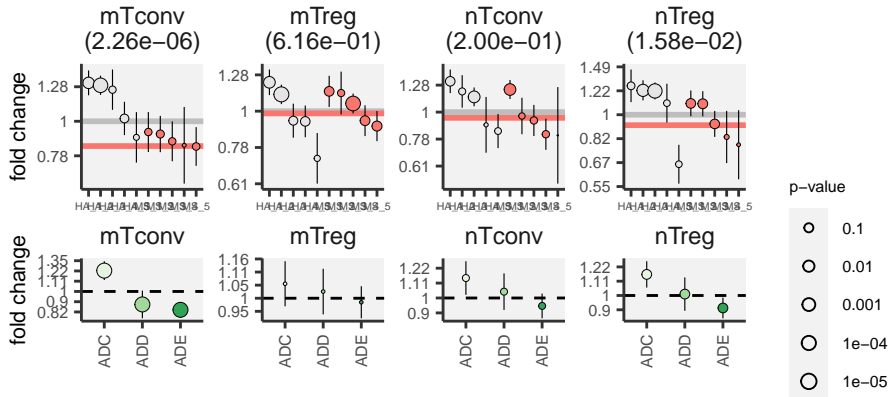 mTconv
(2.26e−06)
mTreg
(6.16e−01)
nTconv
(2.00e−01)
nTreg
(1.58e−02)
fold change
1.28
1
0.78
1.28
1
0.78
0.61
1.28
1
0.78
0.61
1.49
1.22
1
0.82
0.67
0.55
mTconv
mTreg
nTconv
nTreg
fold change
1.35
1.22
1.11
1
0.9
0.82
1.16
1.05
1
0.95
1.22
1.11
1
0.9
1.22
1.11
1
0.9
ADC
ADD
ADE
ADC
ADD
ADE
ADC
ADD
ADE
ADC
ADD
ADE
p−value
0.1
0.01
0.001
1e−04
1e−05